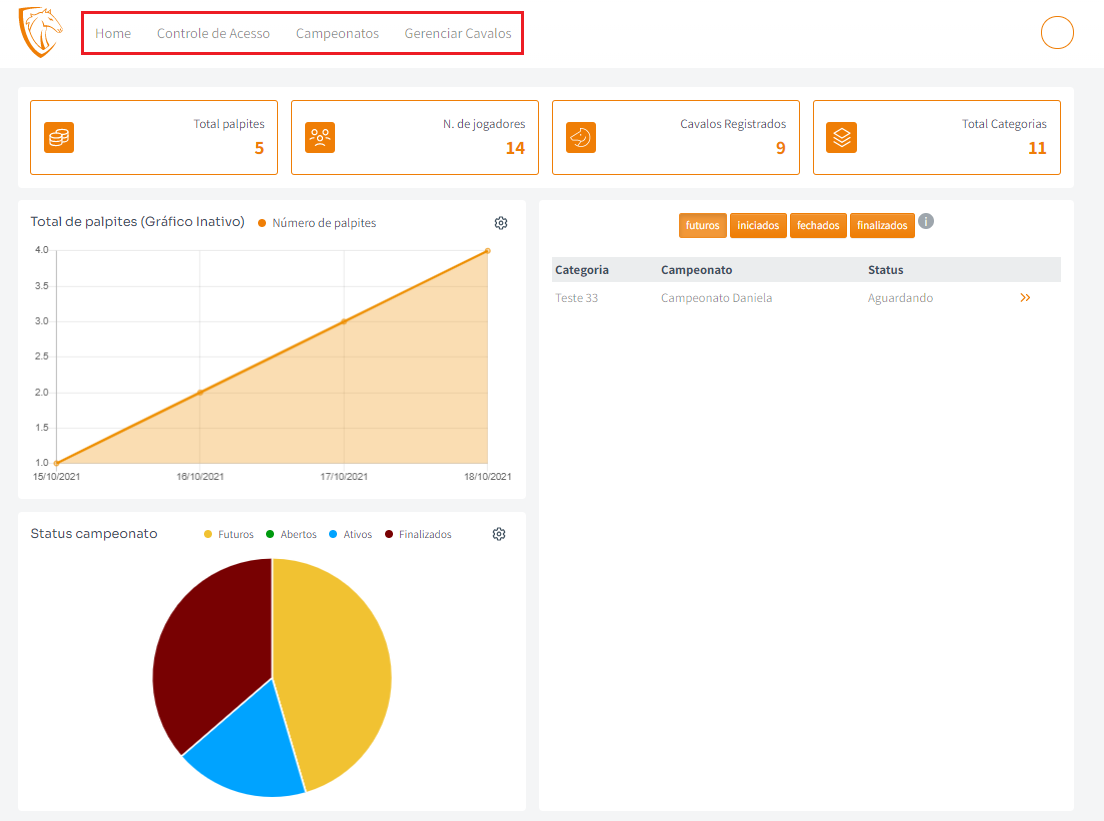 Home Controle de Acesso Campeonatos Gerenciar Cavalos
Total palpites
5
N. de jogadores
14
Cavalos Registrados
9
Total Categorias
11
Total de palpites (Gráfico Inativo) Número de palpites
4.0
3.5
3.0
2.5
2.0
1.5
1.0
15/10/2021 16/10/2021 17/10/2021 18/10/2021
Status campeonato Futuros Abertos Ativos Finalizados
futuros iniciados fechados finalizados i
Categoria Campeonato Status
Teste 33 Campeonato Daniela Aguardando